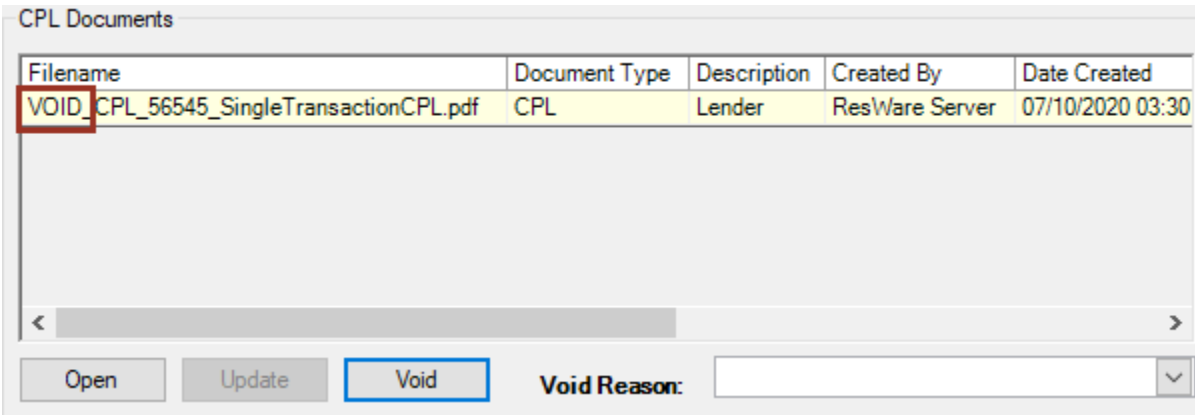 CPL Documents
Filename Document Type Description Created By Date Created
VOID_CPL_56545_SingleTransactionCPL.pdf CPL Lender ResWare Server 07/10/2020 03:30
Open Update Void Void Reason: